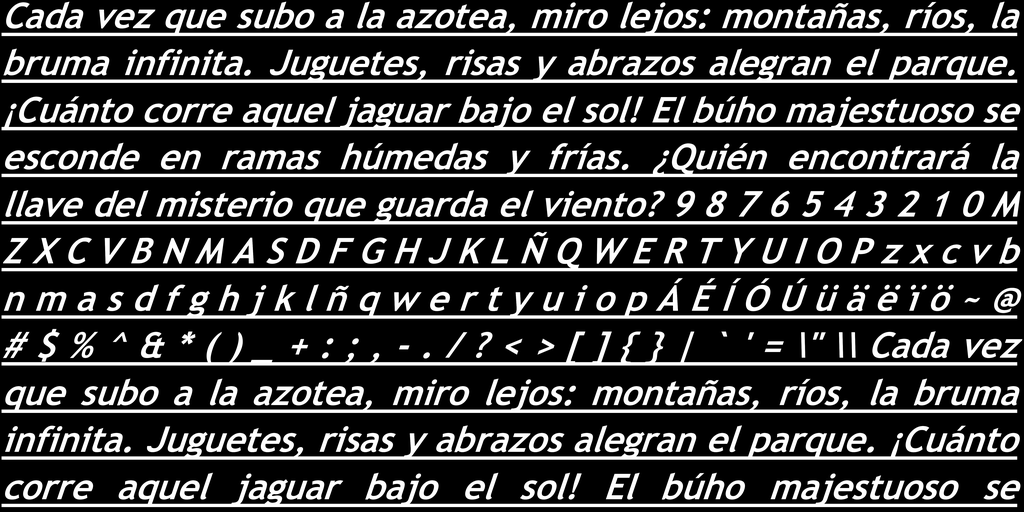 Cada vez que subo a la azotea, miro lejos: montañas, ríos, la
bruma infinita. Juguetes, risas y abrazos alegran el parque.
¡Cuánto corre aquel jaguar bajo el sol! El búho majestuoso se
esconde en ramas húmedas y frías. ¿Quién encontrará la
llave del misterio que guarda el viento? 9 8 7 6 5 4 3 2 1 0 M
Z X C V B N M A S D F G H J K L Ñ Q W E R T Y U I O P z x c v b
n m a s d f g h j k l ñ q w e r t y u i o p Á É Í Ó Ú ü ä ë ï ö ~ @
# $ % ^ & * ( ) _ + : ; , - . / ? < > [ ] { } | ` ' = \" \\ Cada vez
que subo a la azotea, miro lejos: montañas, ríos, la bruma
infinita. Juguetes, risas y abrazos alegran el parque. ¡Cuánto
corre aquel jaguar bajo el sol! El búho majestuoso se